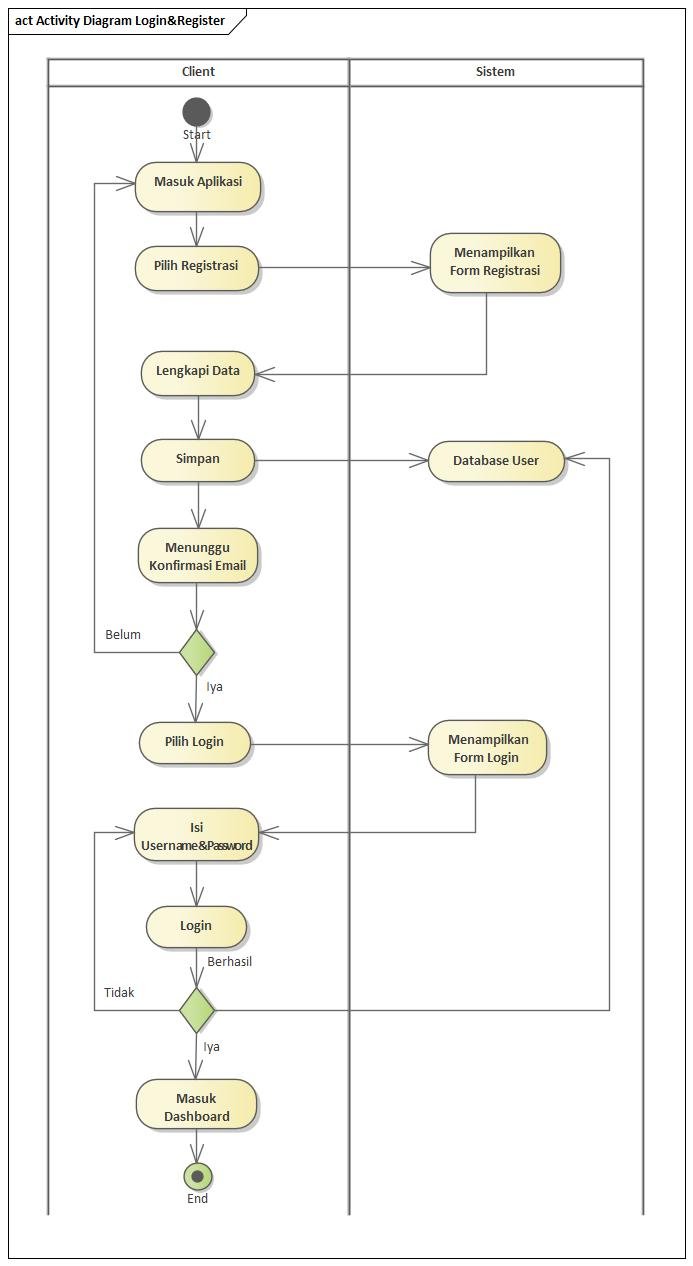 act Activity Diagram Login&Register
Client
Sistem
Start
Masuk Aplikasi
Pilih Registrasi
Menampilkan
Form Registrasi
Lengkapi Data
Simpan
Database User
Menunggu
Konfirmasi Email
Belum
Iya
Pilih Login
Menampilkan
Form Login
Isi
Username&Password
Login
Berhasil
Tidak
Iya
Masuk
Dashboard
End